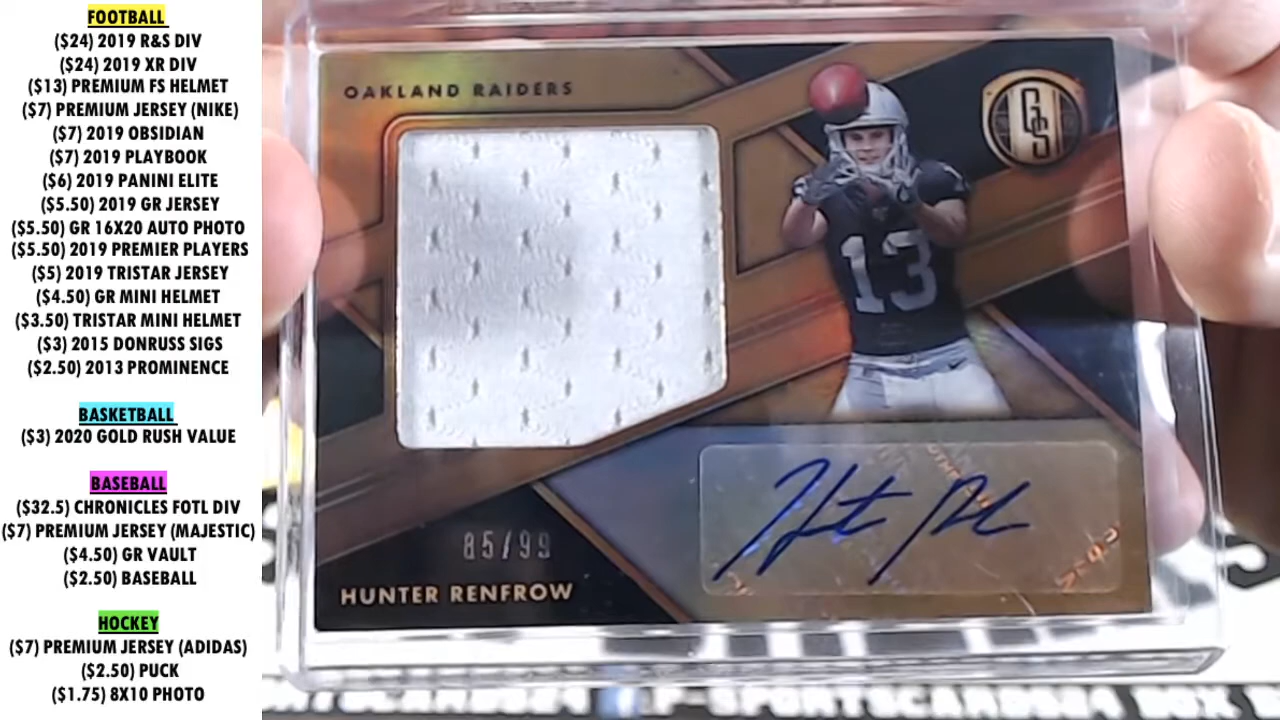 FOOTBALL
($24) 2019 R&S DIV
($24) 2019 XR DIV
($13) PREMIUM FS HELMET
($7) PREMIUM JERSEY (NIKE)
($7) 2019 OBSIDIAN
($7) 2019 PLAYBOOK
($6) 2019 PANINI ELITE
($5.50) 2019 GR JERSEY
($5.50) GR 16X20 AUTO PHOTO
($5.50) 2019 PREMIER PLAYERS
($5) 2019 TRISTAR JERSEY
($4.50) GR MINI HELMET
($3.50) TRISTAR MINI HELMET
($3) 2015 DONRUSS SIGS
($2.50) 2013 PROMINENCE
BASKETBALL
($3) 2020 GOLD RUSH VALUE
BASEBALL
($32.5) CHRONICLES FOTL DIV
($7) PREMIUM JERSEY (MAJESTIC)
($4.50) GR VAULT
($2.50) BASEBALL
HOCKEY
($7) PREMIUM JERSEY (ADIDAS)
($2.50) PUCK
($1.75) 8X10 PHOTO
OAKLAND RAIDERS
GS
13
13
85/99
HUNTER RENFROW